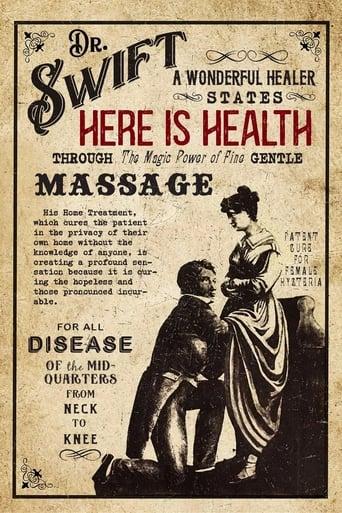 Dr.
SWIFT
A WONDERFUL HEALER
STATES
HERE IS HEALTH
THROUGH The Magic Power of Fine GENTLE
MASSAGE
His Home Treatment,
which cures the patient
in the privacy of their
own home without the
knowledge of anyone, is
creating a profound sen-
sation because it is cur-
ing the hopeless and
those pronounced incur-
able.
PATENT
CURE
FOR
FEMALE
HYSTERIA
FOR ALL
DISEASE
OF the MID-
QUARTERS
FROM
NECK
TO
KNEE